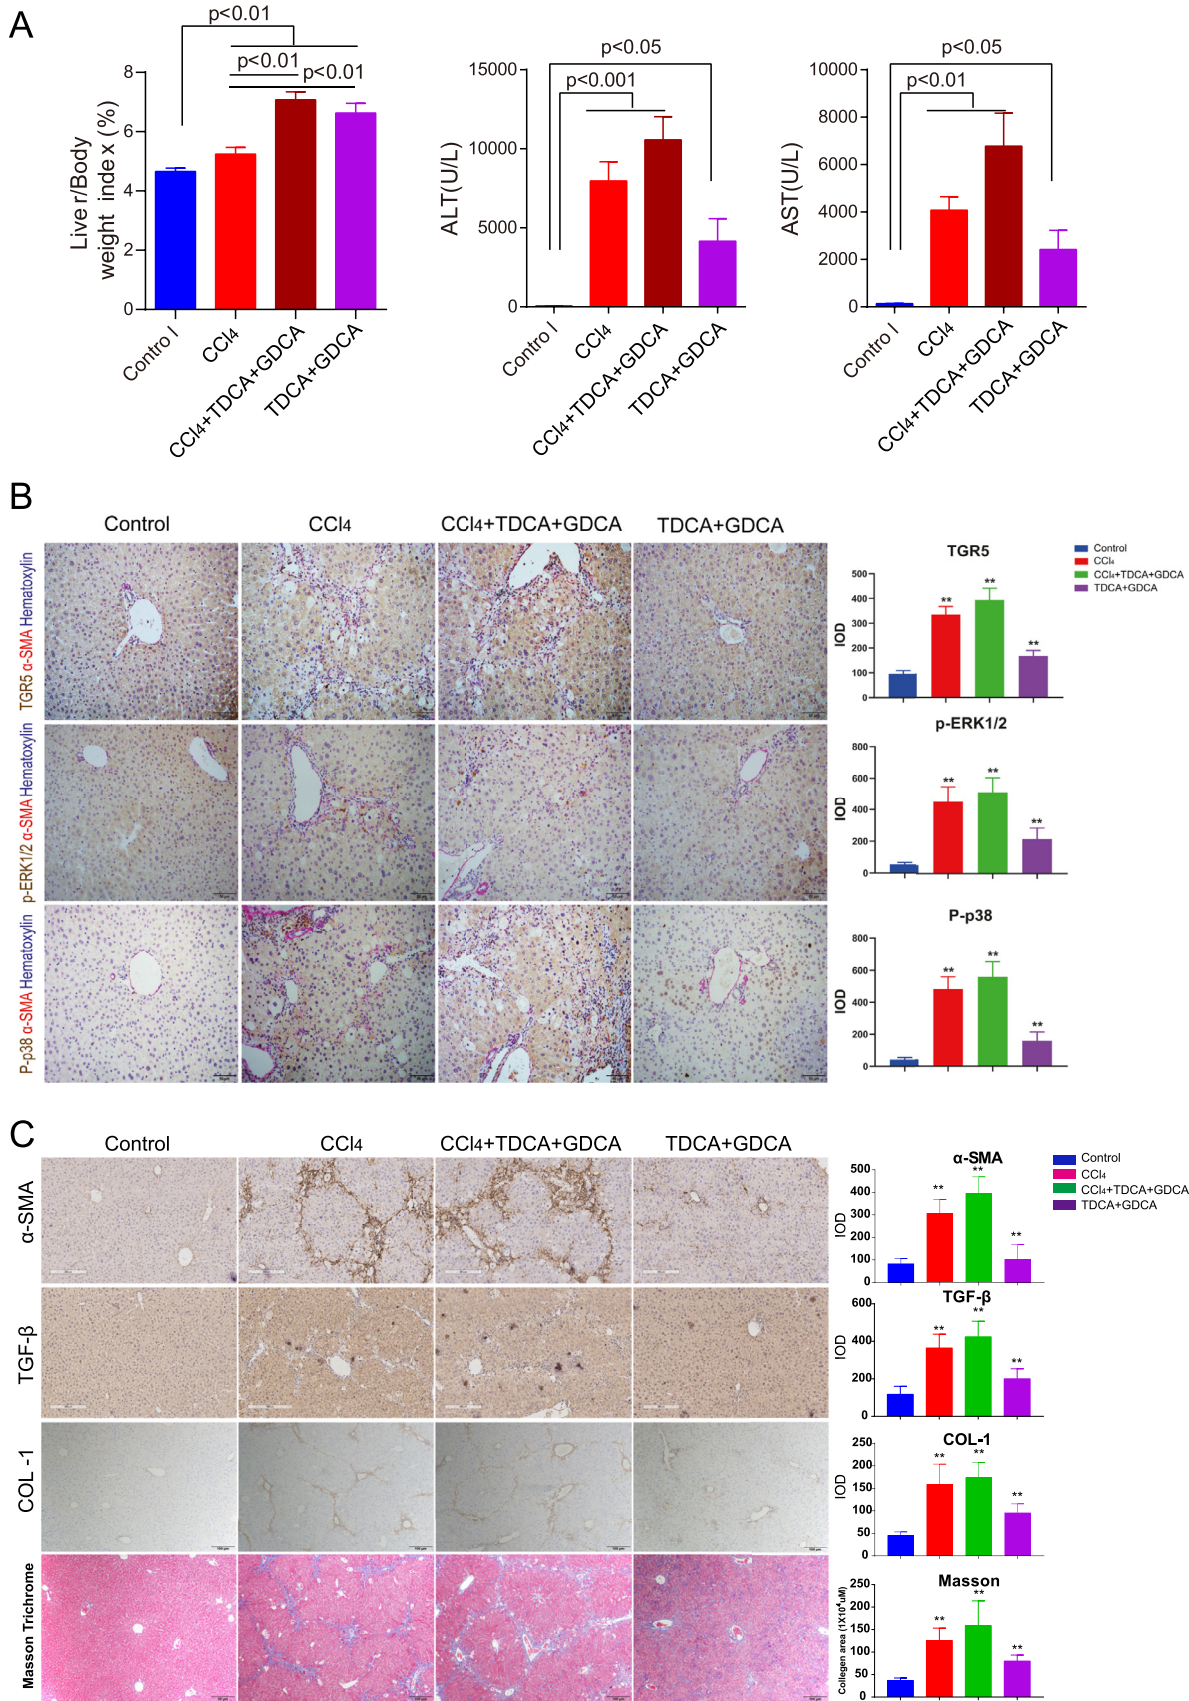 A
p<0.01
p<0.01
p<0.01
8
6
4
2
0
Liver/Body
weight index(%)
Contro l
CCl4
CCl4+TDCA+GDCA
TDCA+GDCA
p<0.05
p<0.001
15000
10000
5000
0
ALT(U/L)
Contro l
CCl4
CCl4+TDCA+GDCA
TDCA+GDCA
p<0.05
p<0.01
10000
8000
6000
4000
2000
0
AST(U/L)
Contro l
CCl4
CCl4+TDCA+GDCA
TDCA+GDCA
B
Control
CCl4
CCl4+TDCA+GDCA
TDCA+GDCA
TGR5 α-SMA Hematoxylin
p-ERK1/2 α-SMA Hematoxylin
P-p38 α-SMA Hematoxylin
TGR5
500
400
300
200
100
0
IOD
**
**
**
Control
CCl4
CCl4+TDCA+GDCA
TDCA+GDCA
p-ERK1/2
800
600
400
200
0
IOD
**
**
**
P-p38
800
600
400
200
0
IOD
**
**
**
C
Control
CCl4
CCl4+TDCA+GDCA
TDCA+GDCA
α-SMA
TGF-β
COL -1
Masson Trichrome
α-SMA
500
400
300
200
100
0
IOD
**
**
**
Control
CCl4
CCl4+TDCA+GDCA
TDCA+GDCA
TGF-β
600
400
200
0
IOD
**
**
**
COL-1
250
200
150
100
50
0
IOD
**
**
**
Masson
250
200
150
100
50
0
Collegen area (1X10⁴uM)
**
**
**